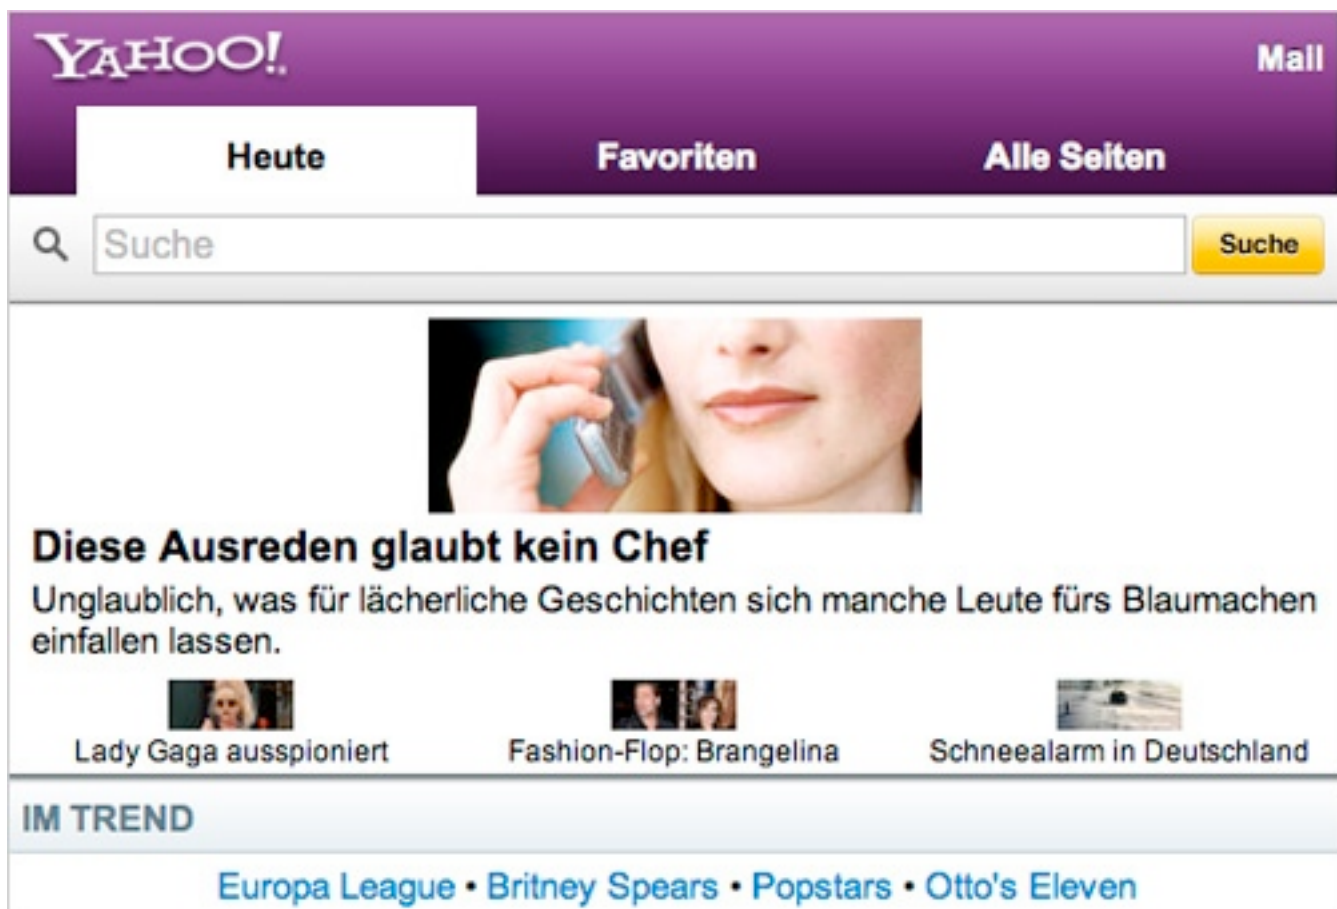 YAHOO!
Mail
Heute Favoriten Alle Seiten
Suche Suche
Diese Ausreden glaubt kein Chef
Unglaublich, was für lächerliche Geschichten sich manche Leute fürs Blaumachen
einfallen lassen.
Lady Gaga ausspioniert Fashion-Flop: Brangelina Schneealarm in Deutschland
IM TREND
Europa League • Britney Spears • Popstars • Otto's Eleven